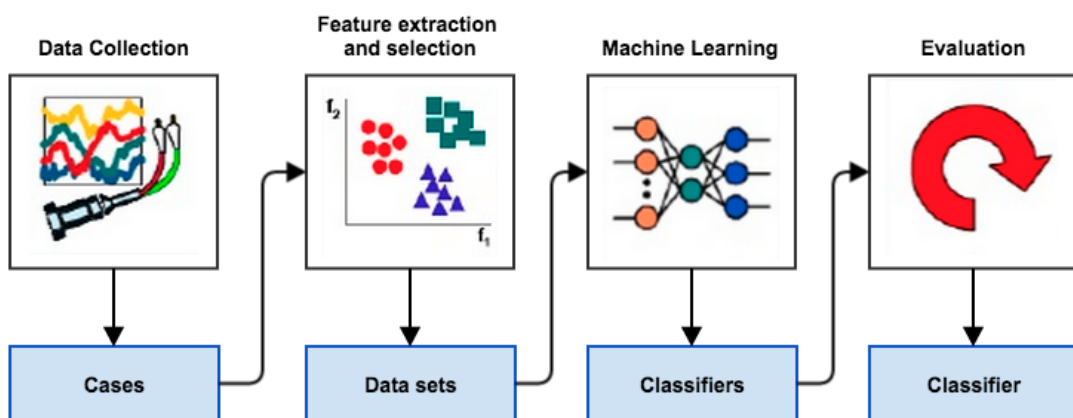 Data Collection
Feature extraction
and selection
Machine Learning
Evaluation
f2
f1
Cases
Data sets
Classifiers
Classifier